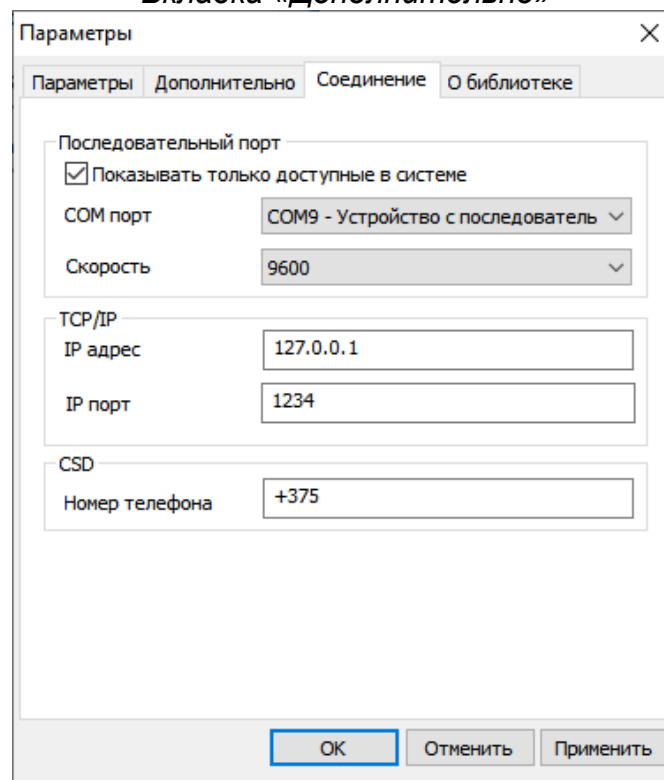 Вкладка «Дополнительно»
Параметры
Параметры Дополнительно Соединение О библиотеке
Последовательный порт
Показывать только доступные в системе
COM порт COM9 - Устройство с последователь
Скорость 9600
TCP/IP
IP адрес 127.0.0.1
IP порт 1234
CSD
Номер телефона +375
OK Отменить Применить